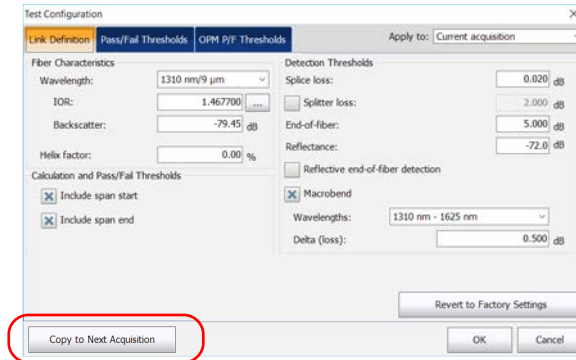 Test Configuration
Link Definition Pass/Fail Thresholds OPM P/F Thresholds Apply to: Current acquisition
Fiber Characteristics
Wavelength: 1310 nm/9 µm
IOR: 1.467700 ...
Backscatter: -79.45 dB
Helix factor: 0.00 %
Calculation and Pass/Fail Thresholds
Include span start
Include span end
Detection Thresholds
Splice loss: 0.020 dB
Splitter loss: 2.000 dB
End-of-fiber: 5.000 dB
Reflectance: -72.0 dB
Reflective end-of-fiber detection
Macrobend
Wavelengths: 1310 nm - 1625 nm
Delta (loss): 0.500 dB
Revert to Factory Settings
Copy to Next Acquisition OK Cancel